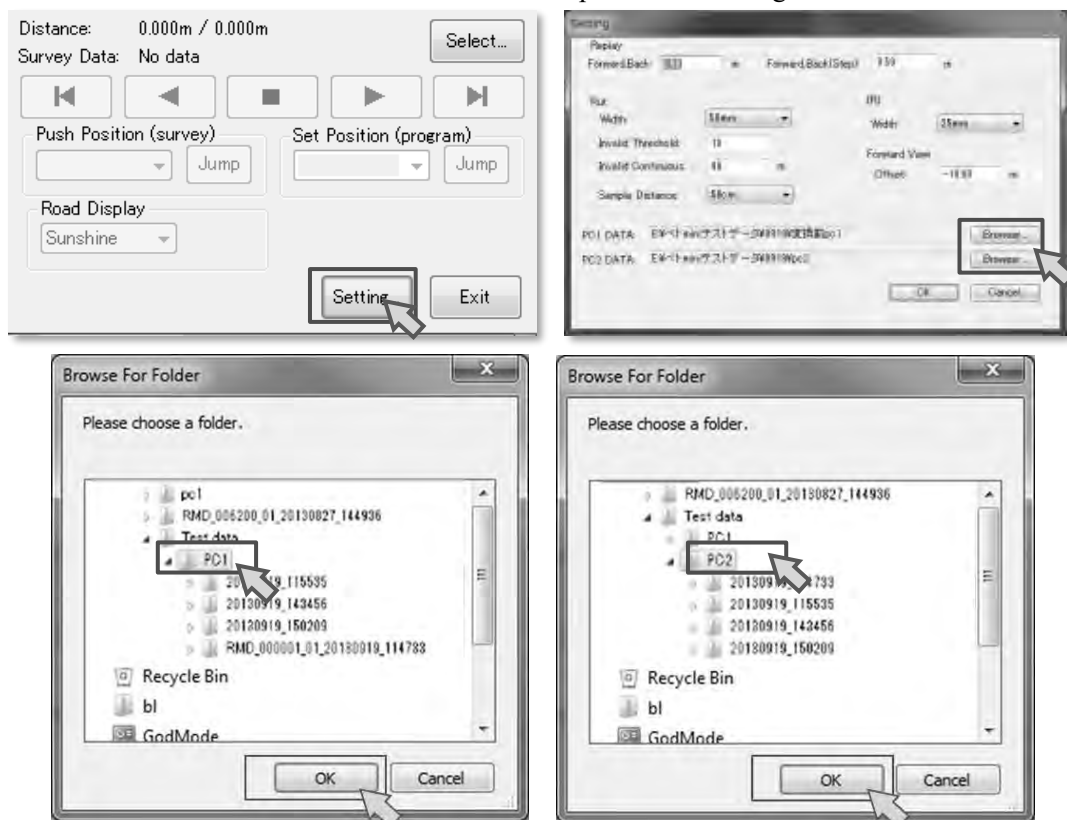 Distance: 0.000m / 0.000m
Select...
Survey Data: No data
Push Position (survey)
Jump
Set Position (program)
Jump
Road Display
Sunshine
Setting
Exit
Setting
Replay
Forward,Back m Forward,Back(Step) m
Rut
Width
IRI
Width 25mm
Invalid Threshold 10
Invalid Continuous m
Forward View
Offset m
Sample Distance
PC1 DATA
Browse...
PC2 DATA
Browse...
OK Cancel
Browse For Folder
Please choose a folder.
pc1
RMD_006200_01_20130827_144936
Test data
PC1
20130919_143456
20130919_150209
Recycle Bin
bl
GodMode
OK Cancel
Browse For Folder
Please choose a folder.
RMD_006200_01_20130827_144936
Test data
PC1
PC2
20130919_115535
20130919_143456
20130919_150209
Recycle Bin
bl
GodMode
OK Cancel